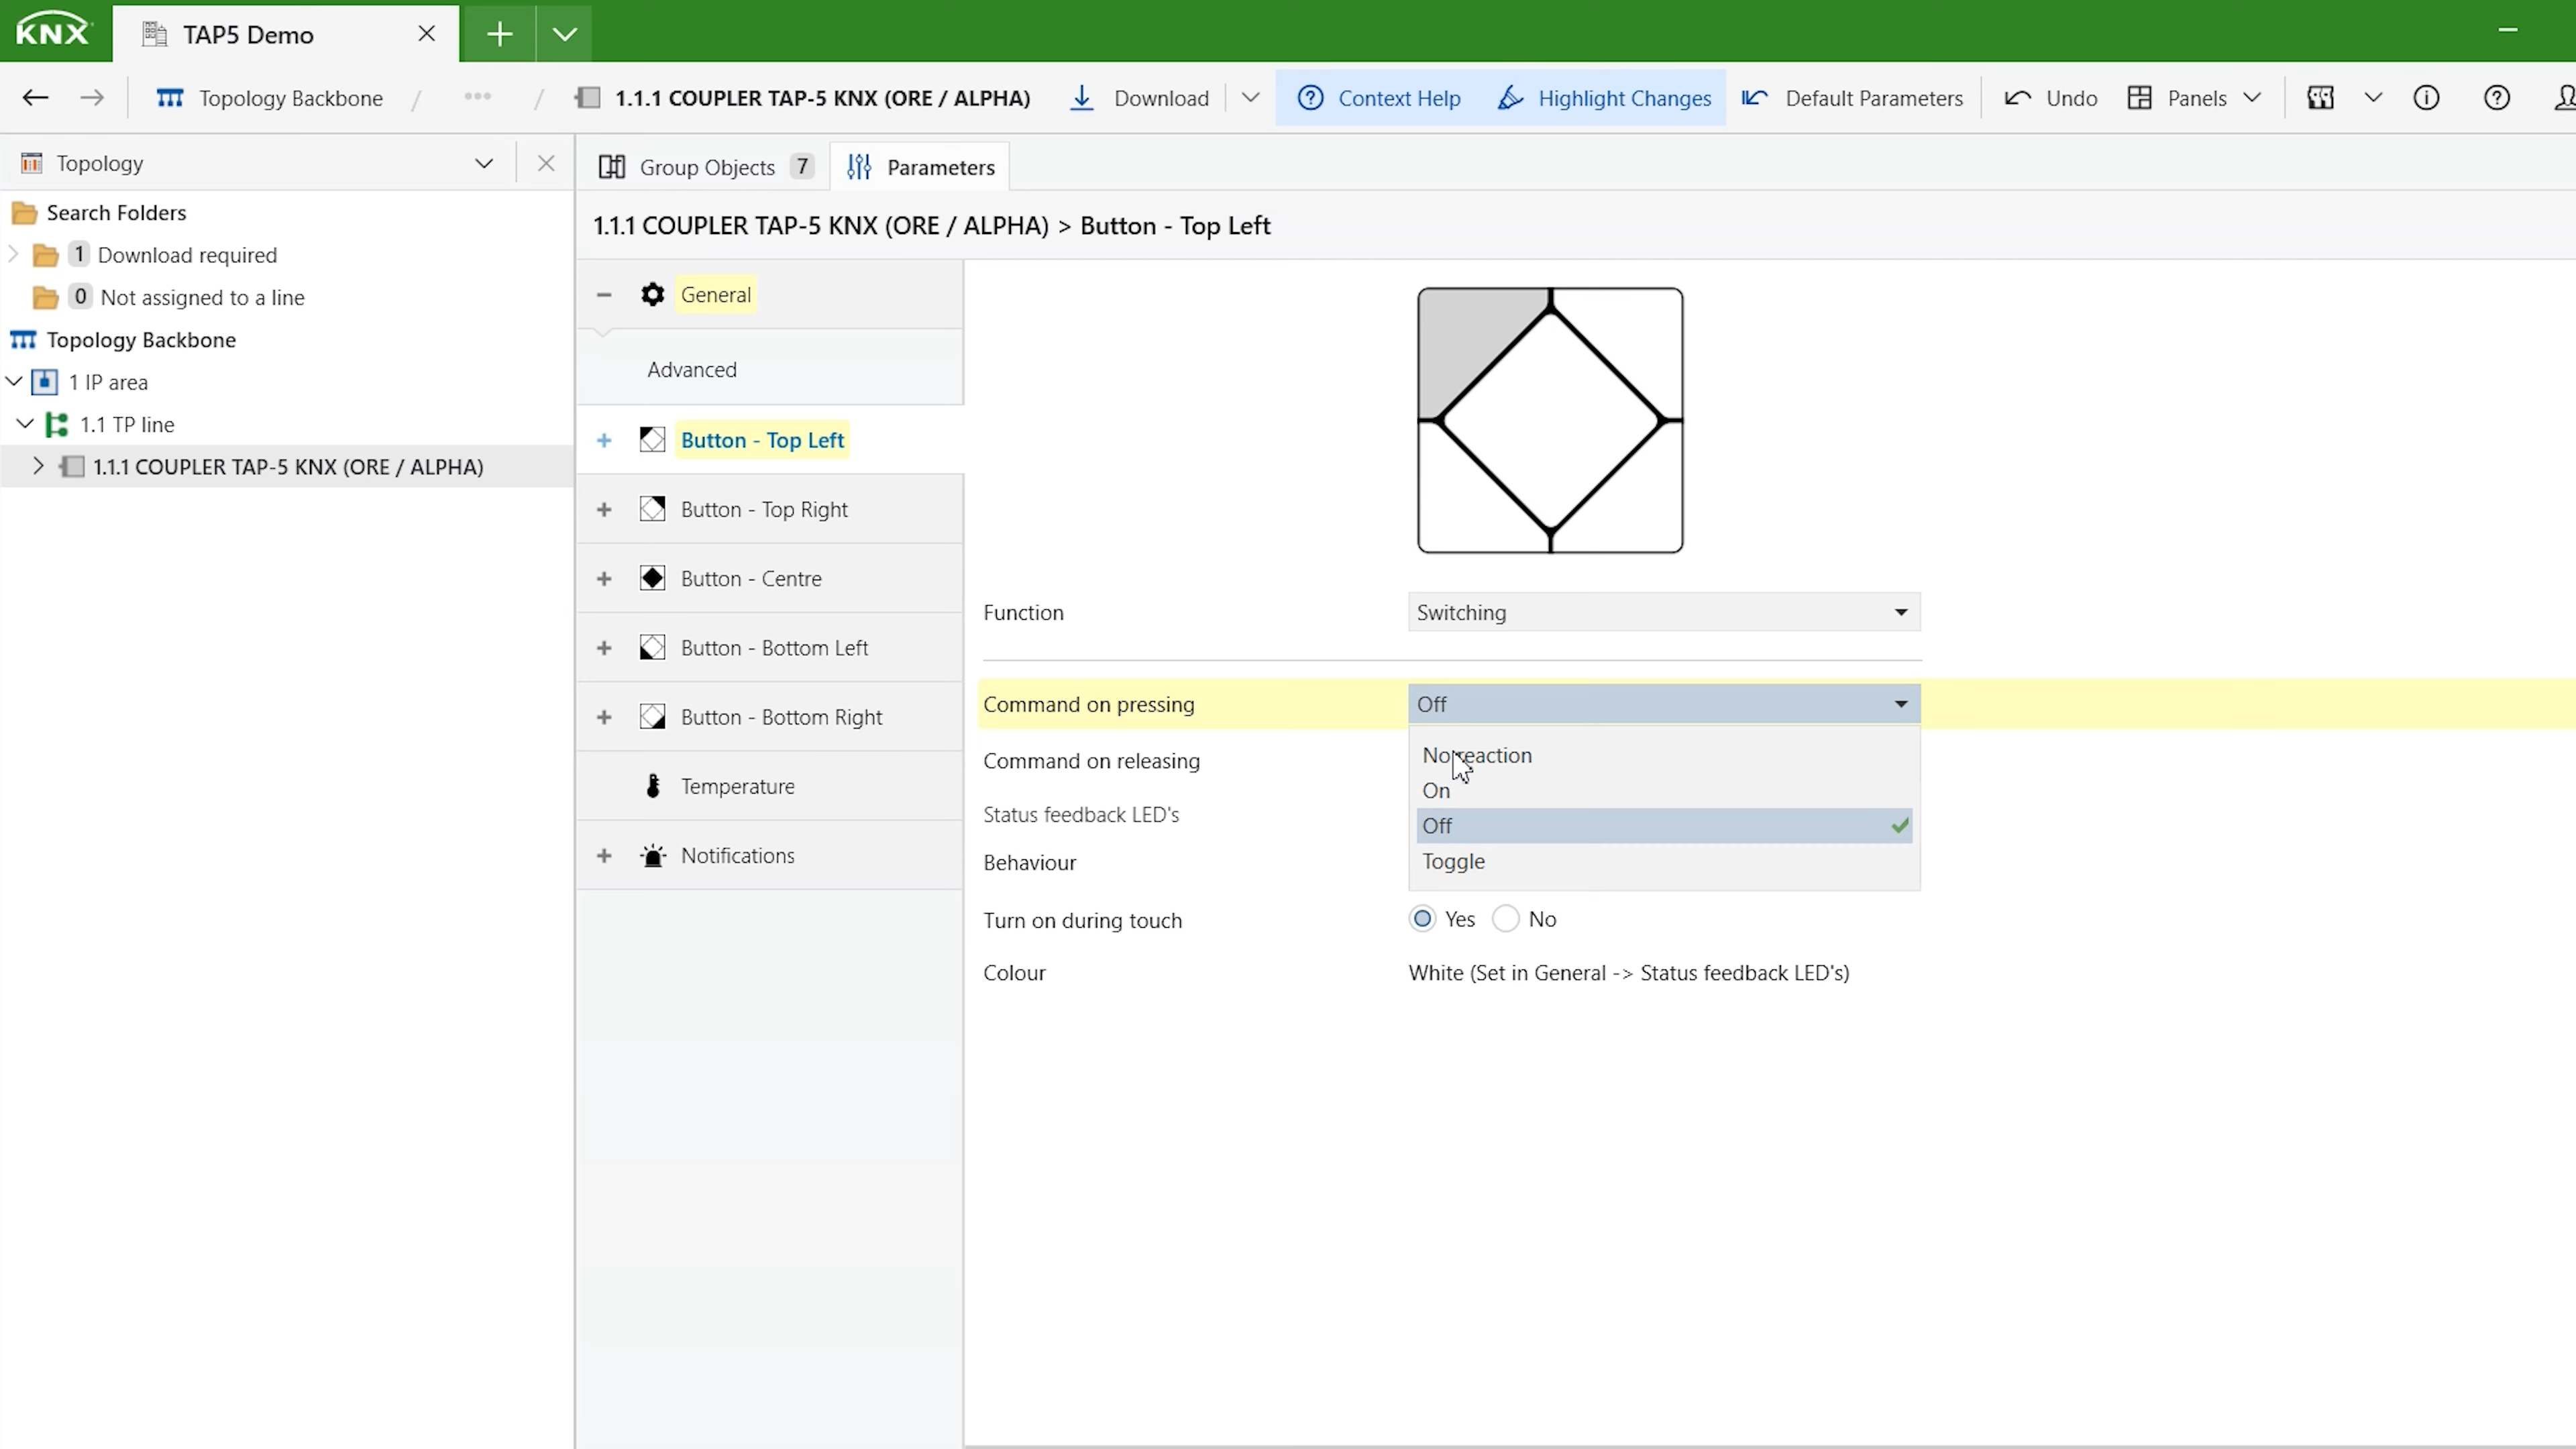 KNX
TAP5 Demo
Topology Backbone / ••• / 1.1.1 COUPLER TAP-5 KNX (ORE / ALPHA)
Download
Context Help
Highlight Changes
Default Parameters
Undo
Panels
Topology
Search Folders
1 Download required
0 Not assigned to a line
Topology Backbone
1 IP area
1.1 TP line
1.1.1 COUPLER TAP-5 KNX (ORE / ALPHA)
Group Objects 7
Parameters
1.1.1 COUPLER TAP-5 KNX (ORE / ALPHA) > Button - Top Left
General
Advanced
Button - Top Left
Button - Top Right
Button - Centre
Button - Bottom Left
Button - Bottom Right
Temperature
Notifications
Function
Switching
Command on pressing
Off
No reaction
On
Off
Toggle
Command on releasing
Status feedback LED's
Behaviour
Turn on during touch
Yes No
Colour
White (Set in General -> Status feedback LED's)